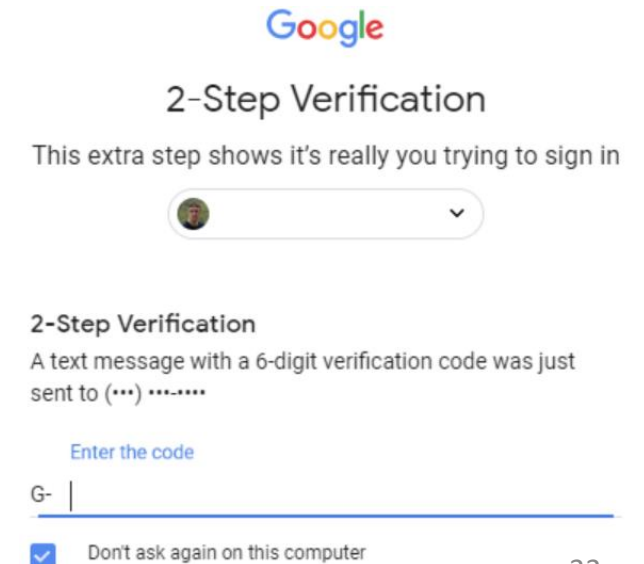 Google
2-Step Verification
This extra step shows it's really you trying to sign in
2-Step Verification
A text message with a 6-digit verification code was just
sent to (•••) •••-••••
Enter the code
G-
Don't ask again on this computer